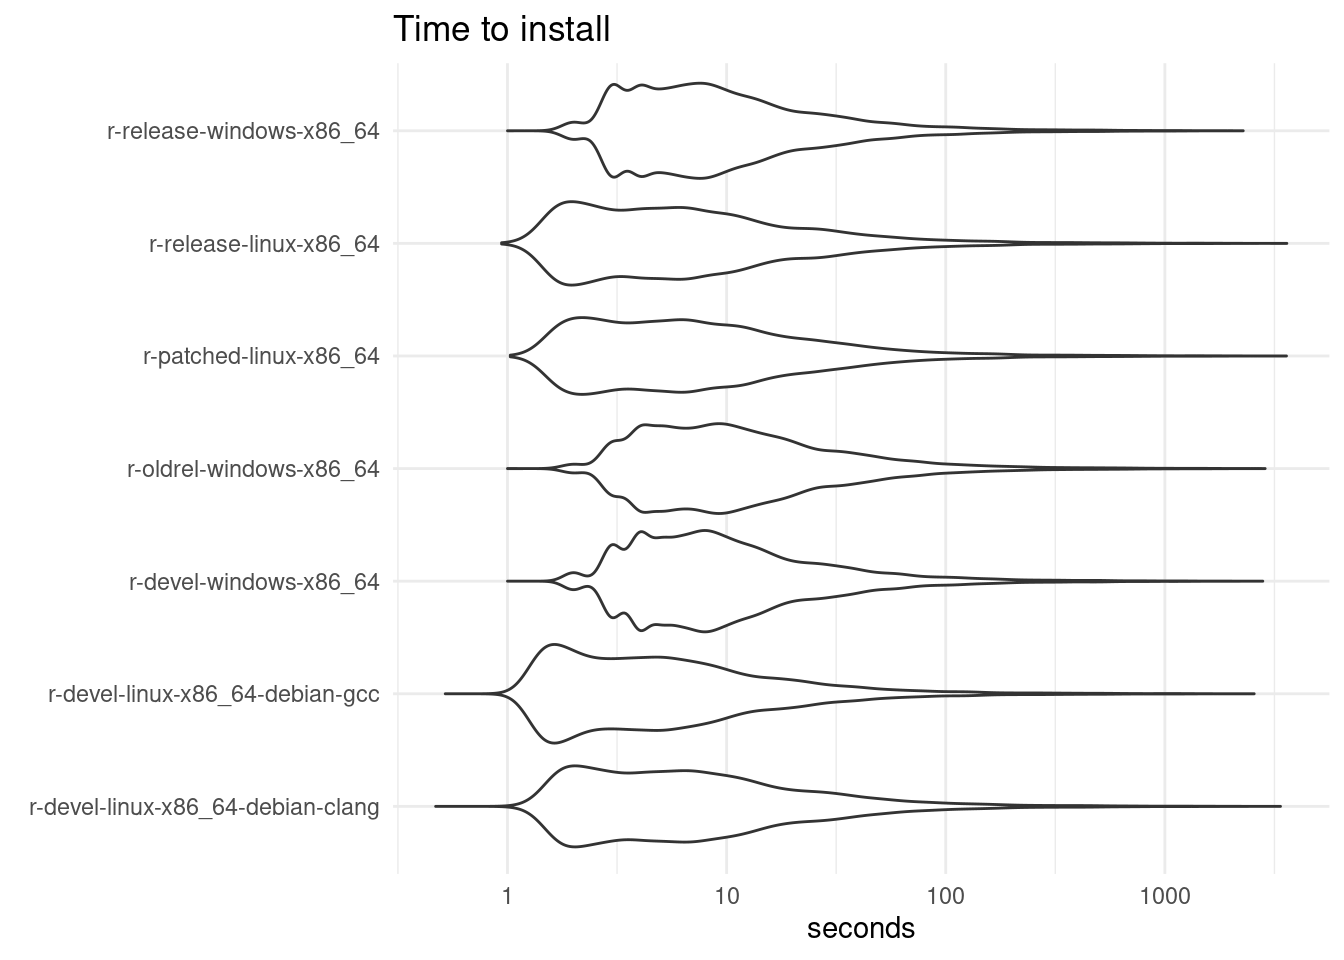 Time to install
r-release-windows-x86_64
r-release-linux-x86_64
r-patched-linux-x86_64
r-oldrel-windows-x86_64
r-devel-windows-x86_64
r-devel-linux-x86_64-debian-gcc
r-devel-linux-x86_64-debian-clang
1 10 100 1000
seconds